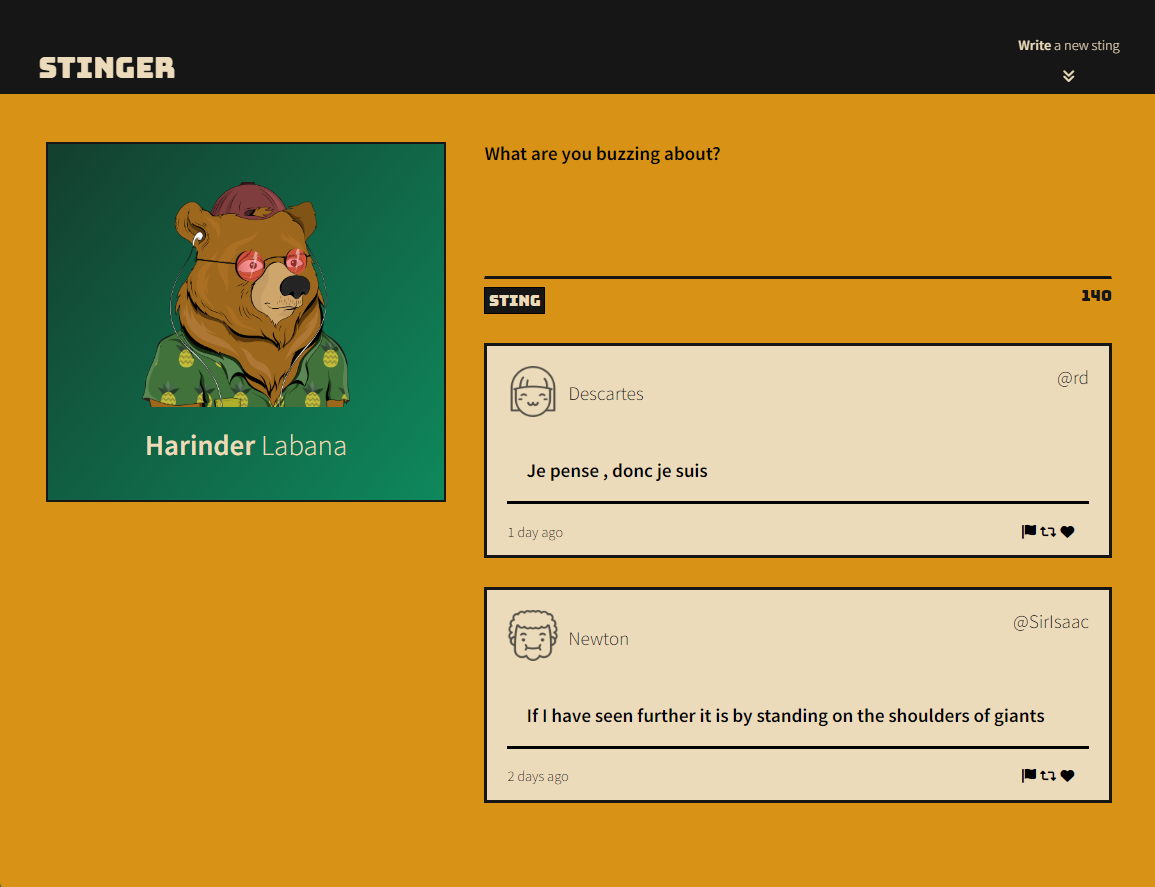 STINGER
Write a new sting
Harinder Labana
What are you buzzing about?
STING
140
Descartes
@rd
Je pense , donc je suis
1 day ago
Newton
@SirIsaac
If I have seen further it is by standing on the shoulders of giants
2 days ago